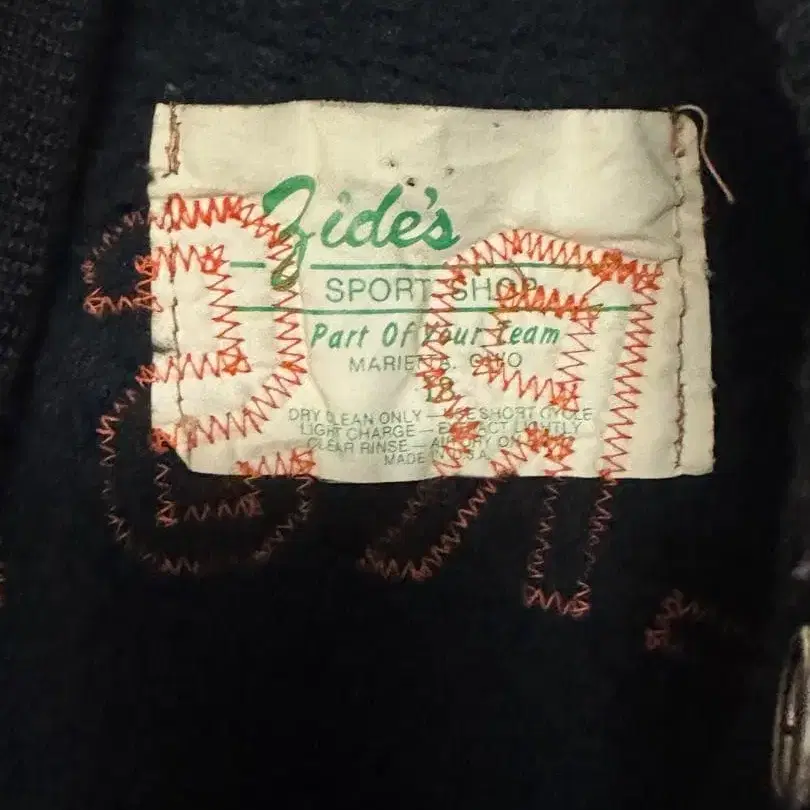 Zide's
SPORT SHOP
Part Of Your Team
MARIETTA, OHIO
18
DRY CLEAN ONLY — USE SHORT CYCLE
LIGHT CHARGE — EXTRACT LIGHTLY
CLEAR RINSE — AIR DRY ONLY
MADE IN U.S.A.